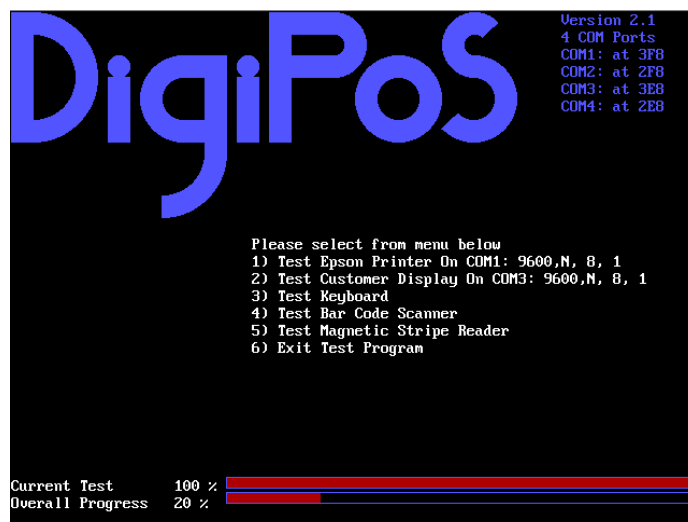 DigiPoS
Version 2.1
4 COM Ports
COM1: at 3F8
COM2: at 2F8
COM3: at 3E8
COM4: at 2E8
Please select from menu below
1) Test Epson Printer On COM1: 9600,N, 8, 1
2) Test Customer Display On COM3: 9600,N, 8, 1
3) Test Keyboard
4) Test Bar Code Scanner
5) Test Magnetic Stripe Reader
6) Exit Test Program
Current Test 100 %
Overall Progress 20 %